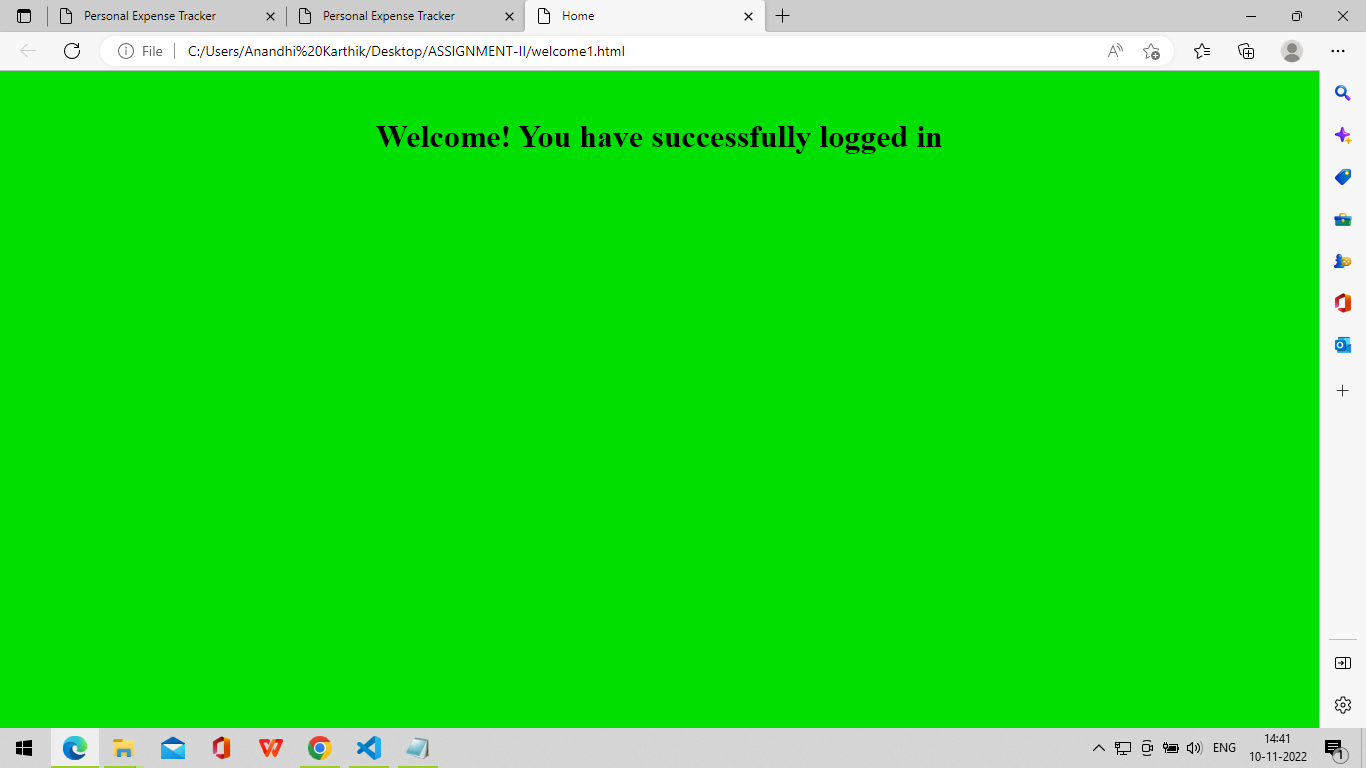 Personal Expense Tracker
Personal Expense Tracker
Home
File
C:/Users/Anandhi%20Karthik/Desktop/ASSIGNMENT-II/welcome1.html
Welcome! You have successfully logged in
ENG
14:41
10-11-2022
1